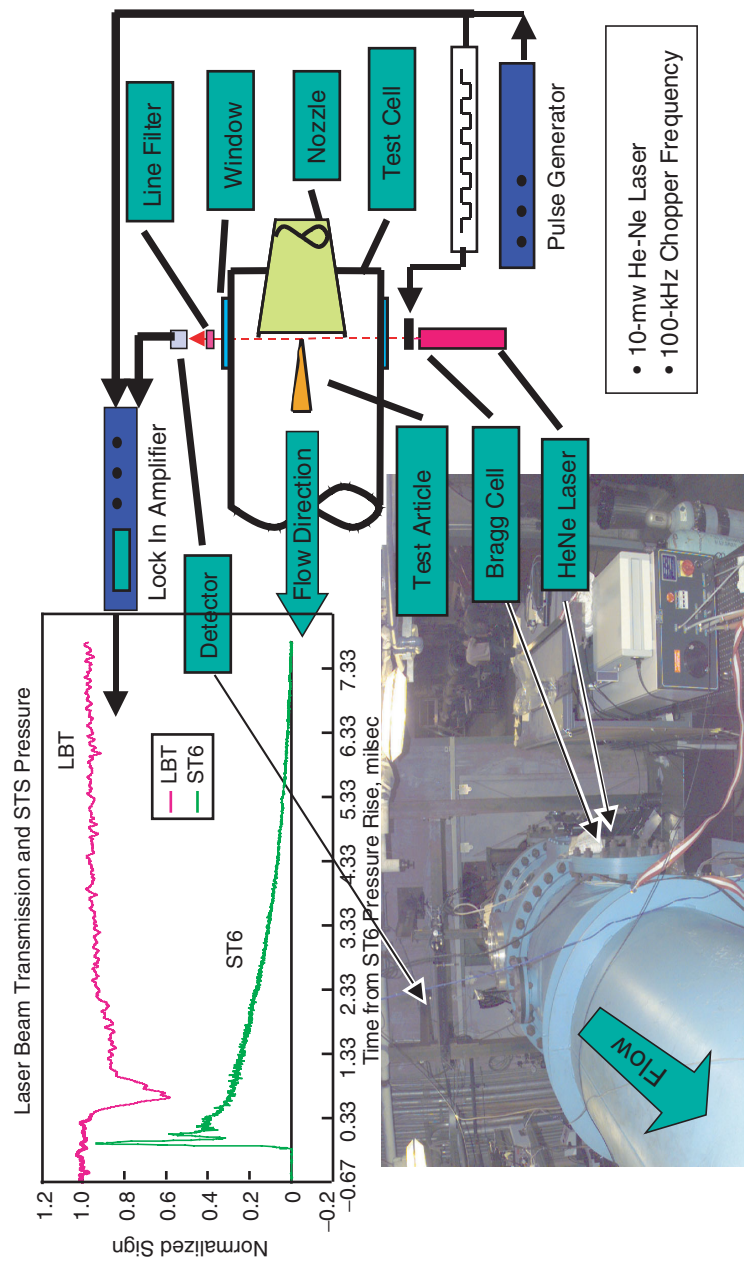 Laser Beam Transmission and STS Pressure
1.2
1.0
0.8
0.6
0.4
0.2
0
–0.2
Normalized Sign
–0.67
0.33
1.33
2.33
3.33
4.33
5.33
6.33
7.33
Time from ST6 Pressure Rise, milsec
LBT
LBT
ST6
ST6
Lock In Amplifier
Detector
Line Filter
Window
Nozzle
Test Cell
Flow Direction
Test Article
Bragg Cell
HeNe Laser
Pulse Generator
• 10-mw He-Ne Laser
• 100-kHz Chopper Frequency
Flow